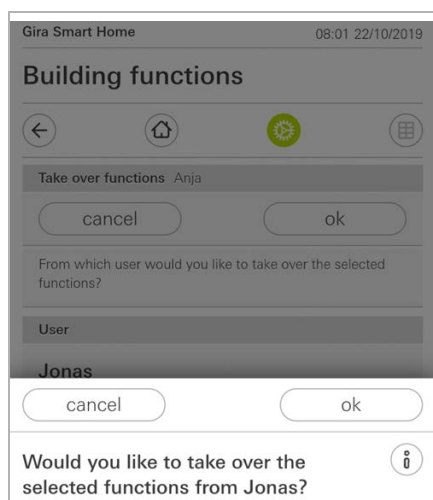 Gira Smart Home 08:01 22/10/2019
Building functions
Take over functions Anja
cancel ok
From which user would you like to take over the selected
functions?
User
Jonas
cancel ok
Would you like to take over the
selected functions from Jonas?